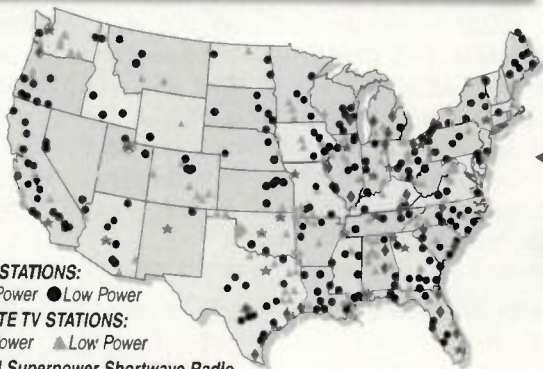 STATIONS:
Power ●Low Power
TE TV STATIONS:
ower ▲Low Power
Superpower Shortwave Radio